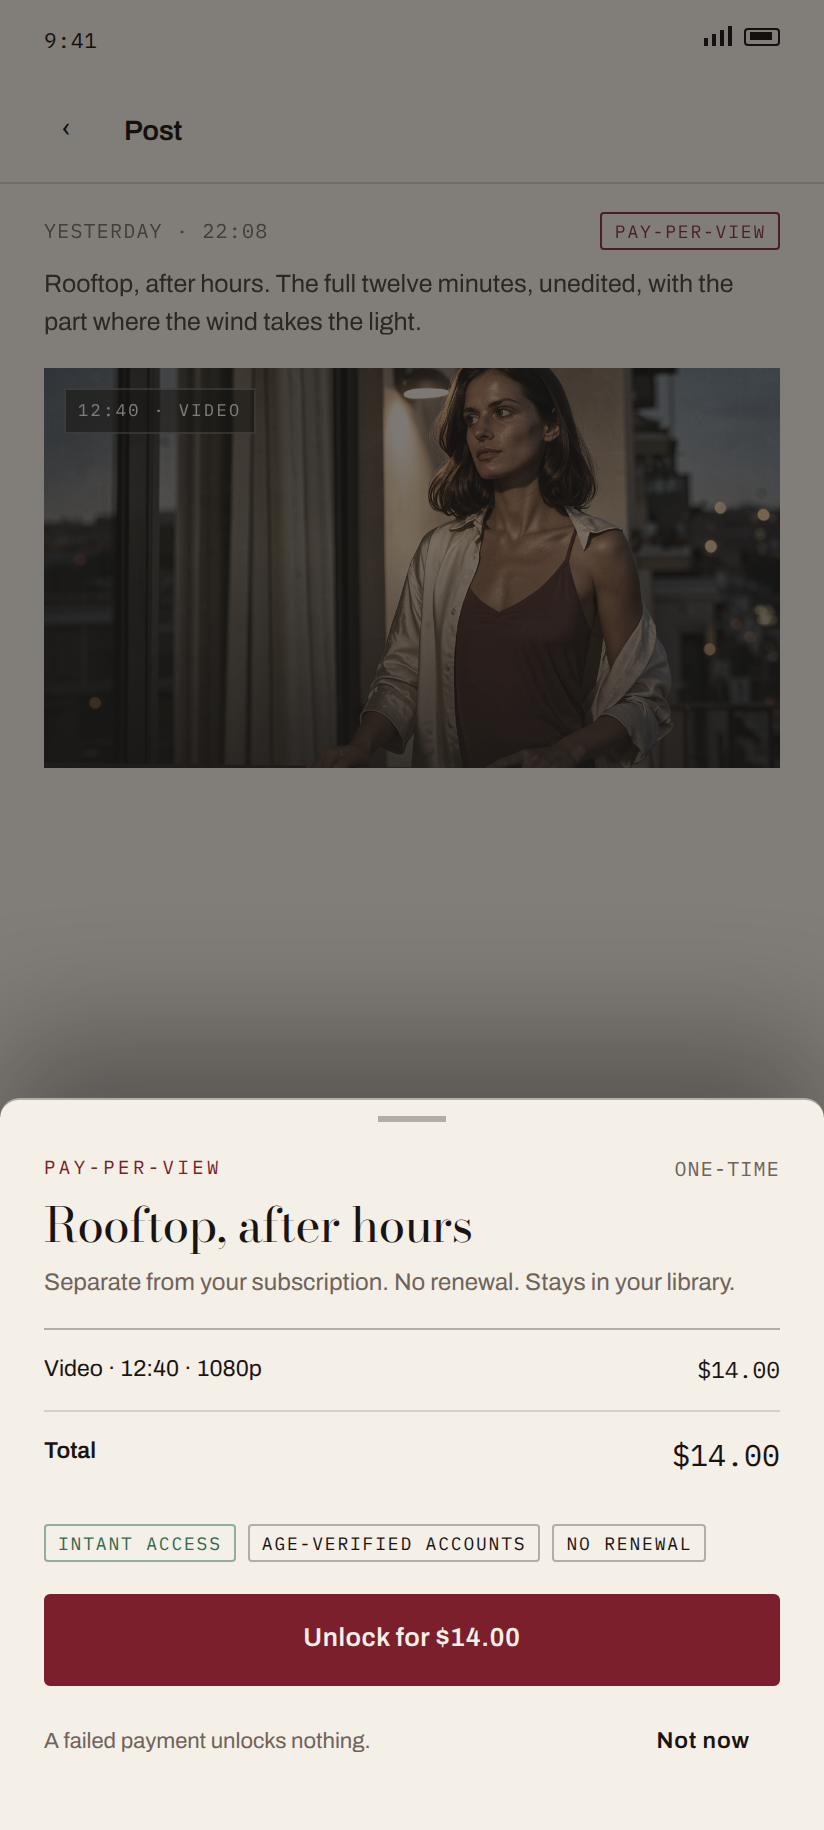 9:41
‹ Post
YESTERDAY · 22:08
PAY-PER-VIEW
Rooftop, after hours. The full twelve minutes, unedited, with the
part where the wind takes the light.
12:40 · VIDEO
PAY-PER-VIEW
ONE-TIME
Rooftop, after hours
Separate from your subscription. No renewal. Stays in your library.
Video · 12:40 · 1080p
$14.00
Total
$14.00
INTANT ACCESS
AGE-VERIFIED ACCOUNTS
NO RENEWAL
Unlock for $14.00
A failed payment unlocks nothing.
Not now